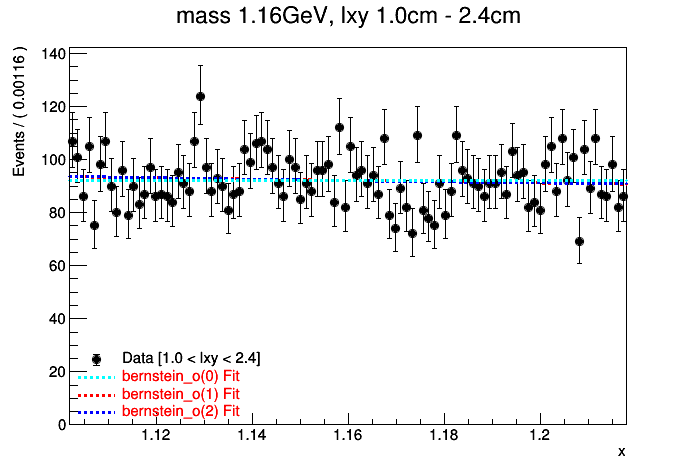 mass 1.16GeV, lxy 1.0cm - 2.4cm
Events / ( 0.00116 )
140
120
100
80
60
40
20
0
Data [1.0 < lxy < 2.4]
bernstein_o(0) Fit
bernstein_o(1) Fit
bernstein_o(2) Fit
1.12 1.14 1.16 1.18 1.2
x